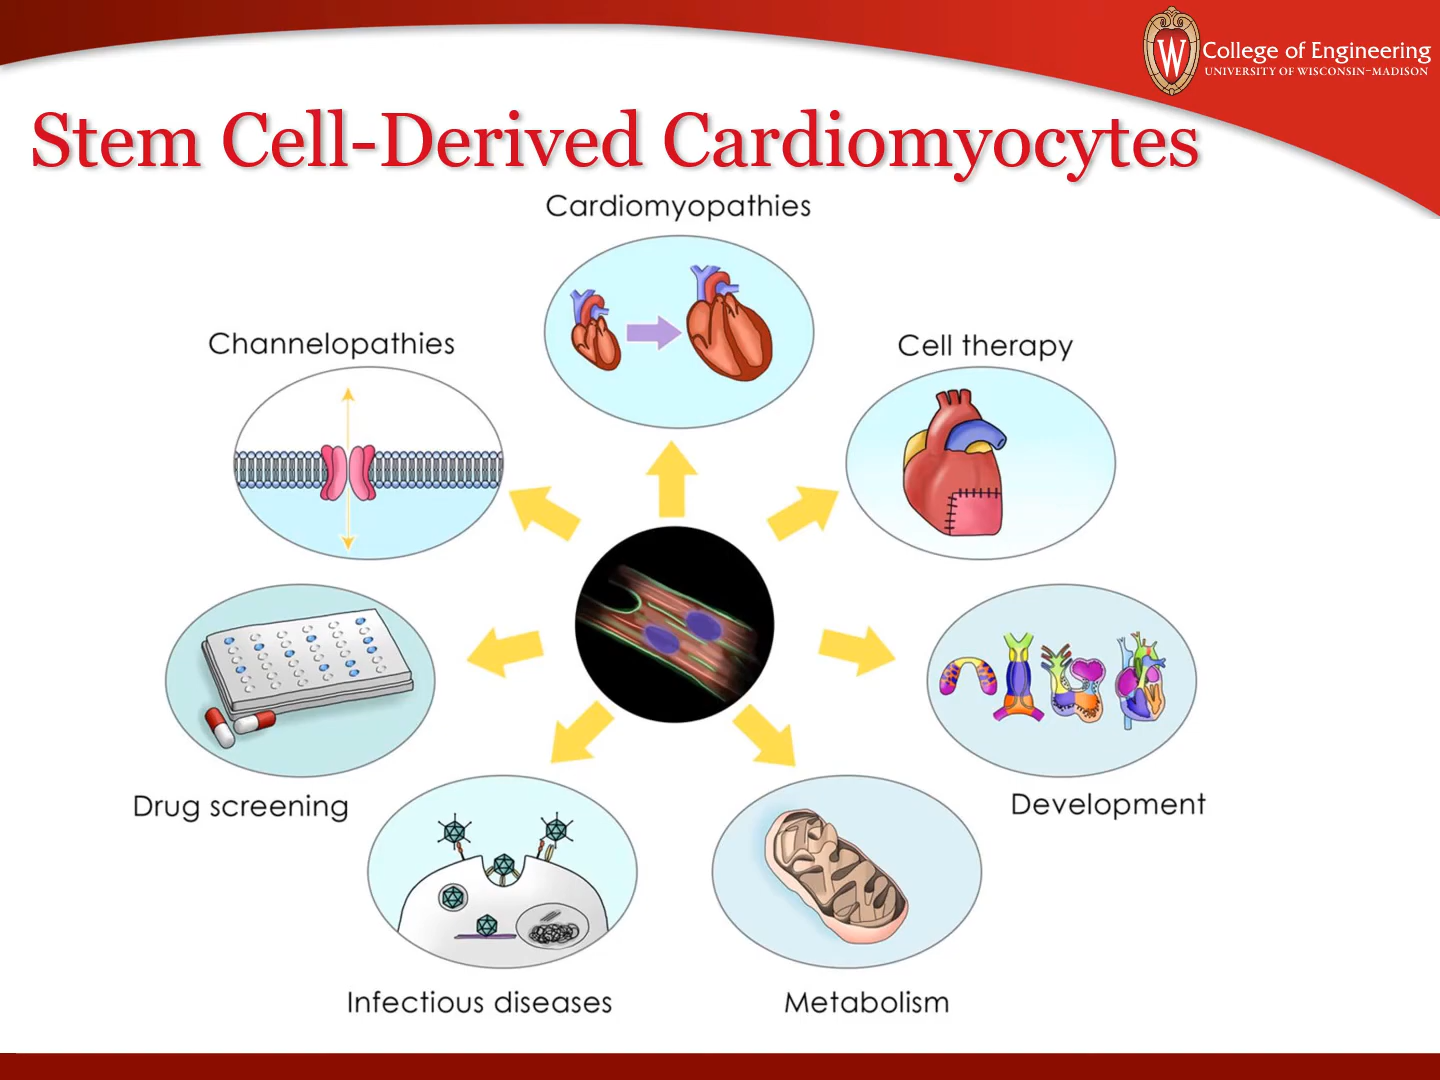 W College of Engineering
UNIVERSITY OF WISCONSIN–MADISON
Stem Cell-Derived Cardiomyocytes
Cardiomyopathies
Channelopathies
Cell therapy
Drug screening
Development
Infectious diseases
Metabolism